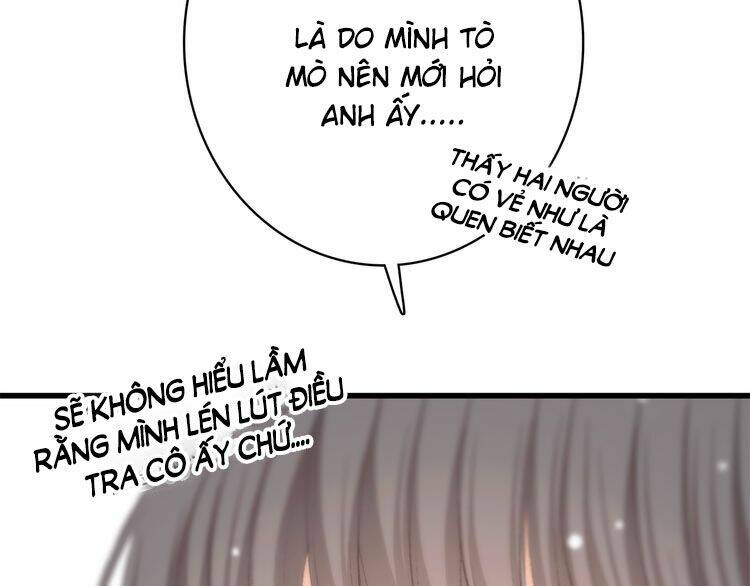 LÀ DO MÌNH TÒ
MÒ NÊN MỚI HỎI
ANH ẤY.....
THẤY HAI NGƯỜI
CÓ VẺ NHƯ LÀ
QUEN BIẾT NHAU
SẼ KHÔNG HIỂU LẦM
RẰNG MÌNH LÉN LÚT ĐIỀU
TRA CÔ ẤY CHỨ....